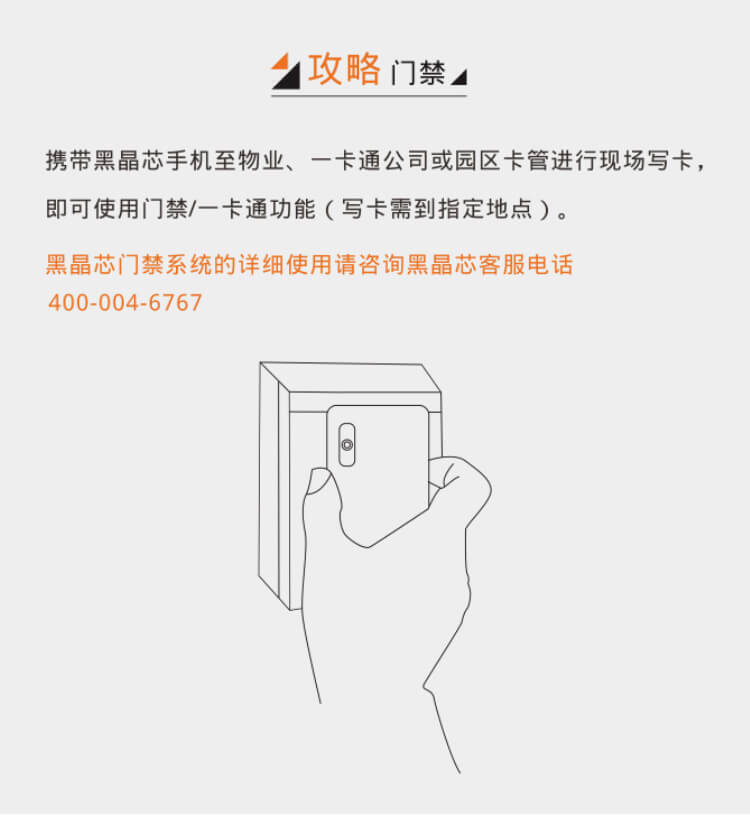 攻略 门禁
携带黑晶芯手机至物业、一卡通公司或园区卡管进行现场写卡，
即可使用门禁/一卡通功能（写卡需到指定地点）。
黑晶芯门禁系统的详细使用请咨询黑晶芯客服电话
400-004-6767